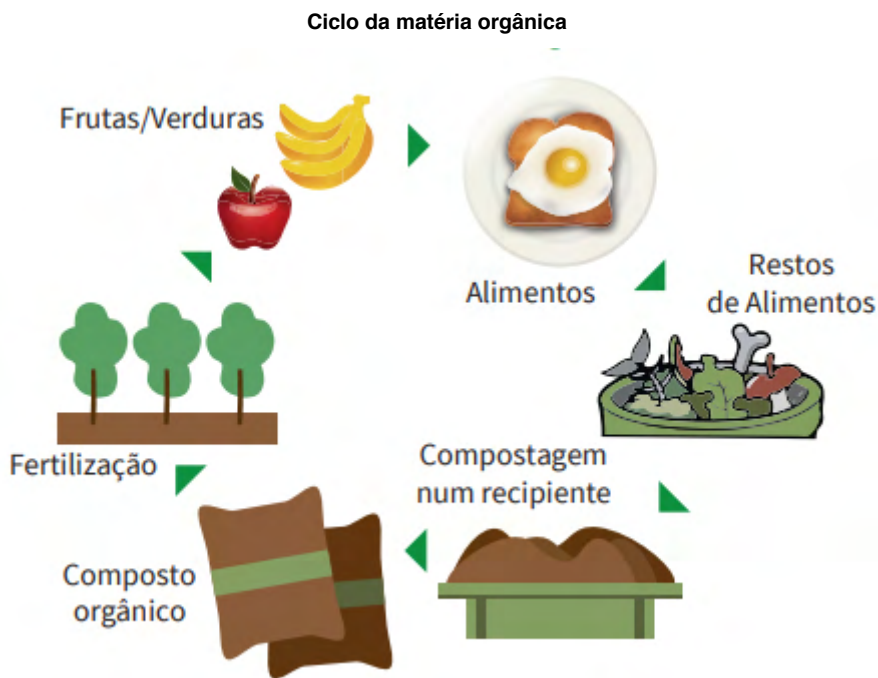 Ciclo da matéria orgânica
Frutas/Verduras
Alimentos
Restos
de Alimentos
Compostagem
num recipiente
Composto
orgânico
Fertilização